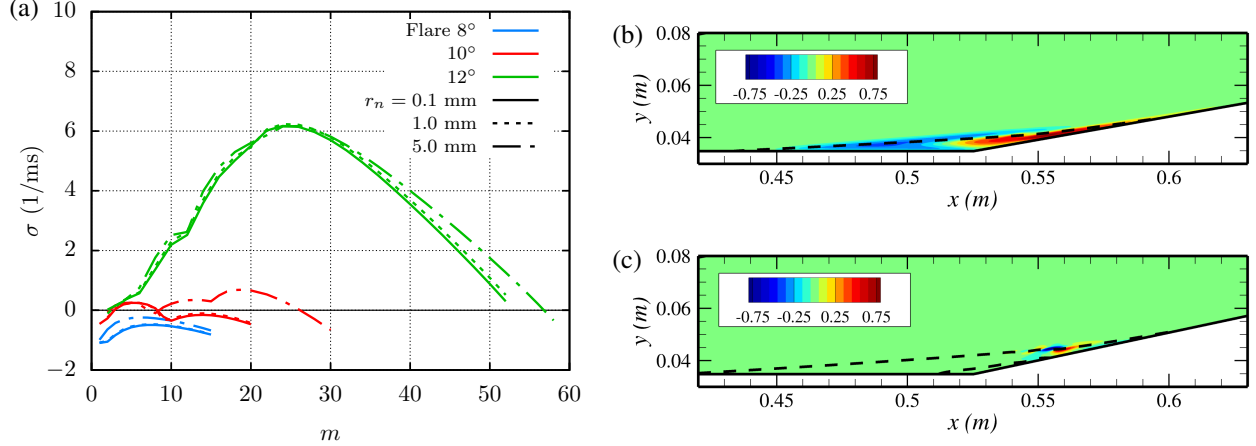 (a)
10
8
6
4
2
0
−2
σ (1/ms)
0 10 20 30 40 50 60
m
Flare 8°
10°
12°
r_n = 0.1 mm
1.0 mm
5.0 mm
(b)
0.08
0.06
0.04
y (m)
-0.75 -0.25 0.25 0.75
0.45 0.5 0.55 0.6
x (m)
(c)
0.08
0.06
0.04
y (m)
-0.75 -0.25 0.25 0.75
0.45 0.5 0.55 0.6
x (m)